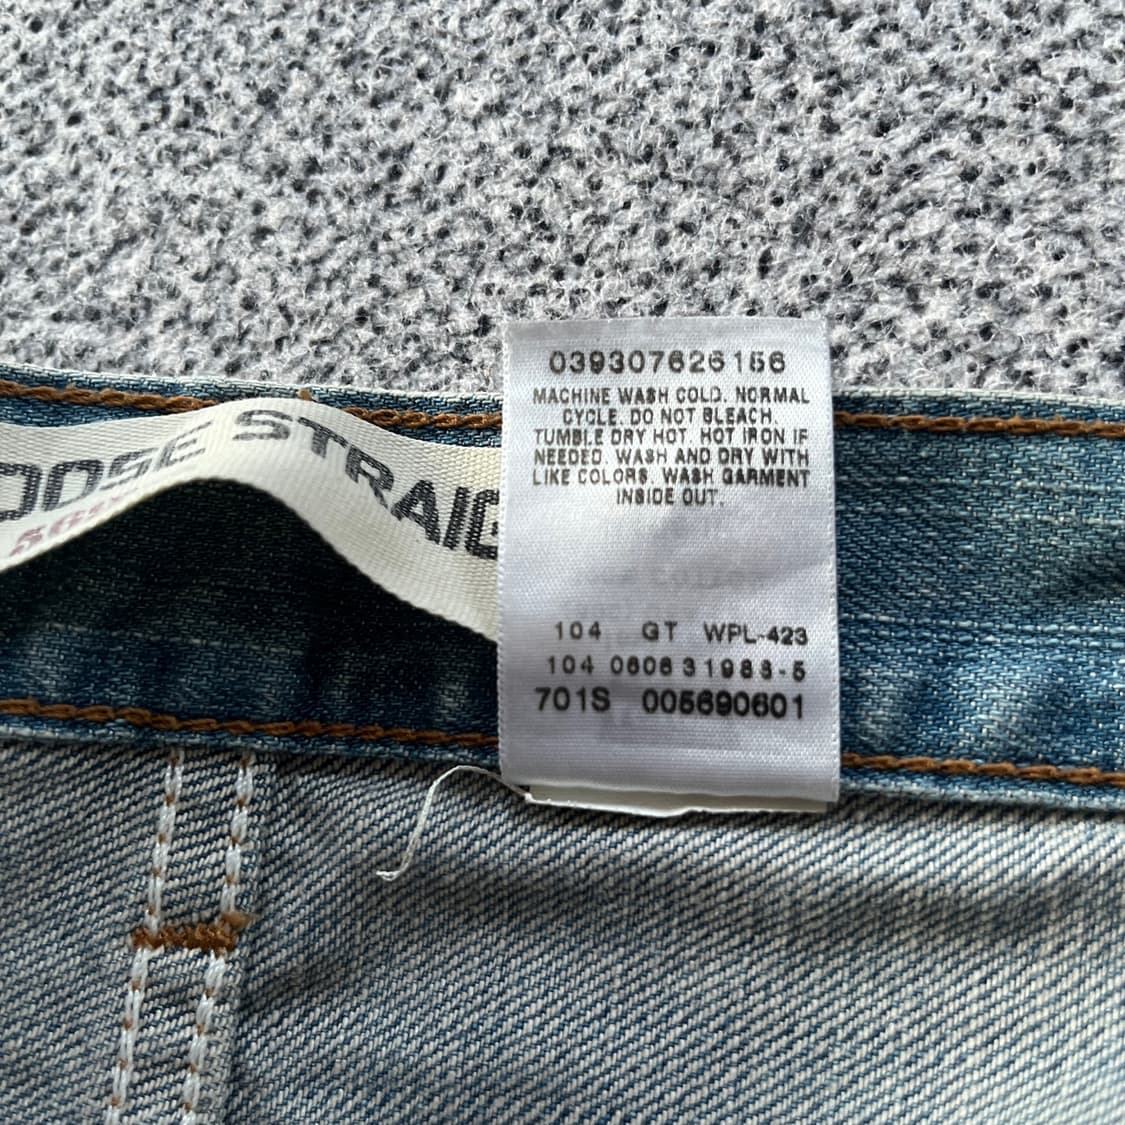 OOSE STRAIG
569
039307626156
MACHINE WASH COLD. NORMAL
CYCLE. DO NOT BLEACH.
TUMBLE DRY HOT. HOT IRON IF
NEEDED. WASH AND DRY WITH
LIKE COLORS. WASH GARMENT
INSIDE OUT.
104 GT WPL-423
104 0606 31988-5
701S 005690601